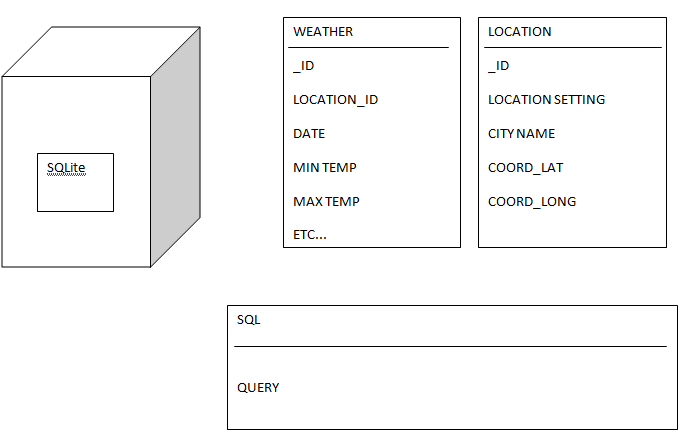 SQLite
WEATHER
_ID
LOCATION_ID
DATE
MIN TEMP
MAX TEMP
ETC...
LOCATION
_ID
LOCATION SETTING
CITY NAME
COORD_LAT
COORD_LONG
SQL
QUERY